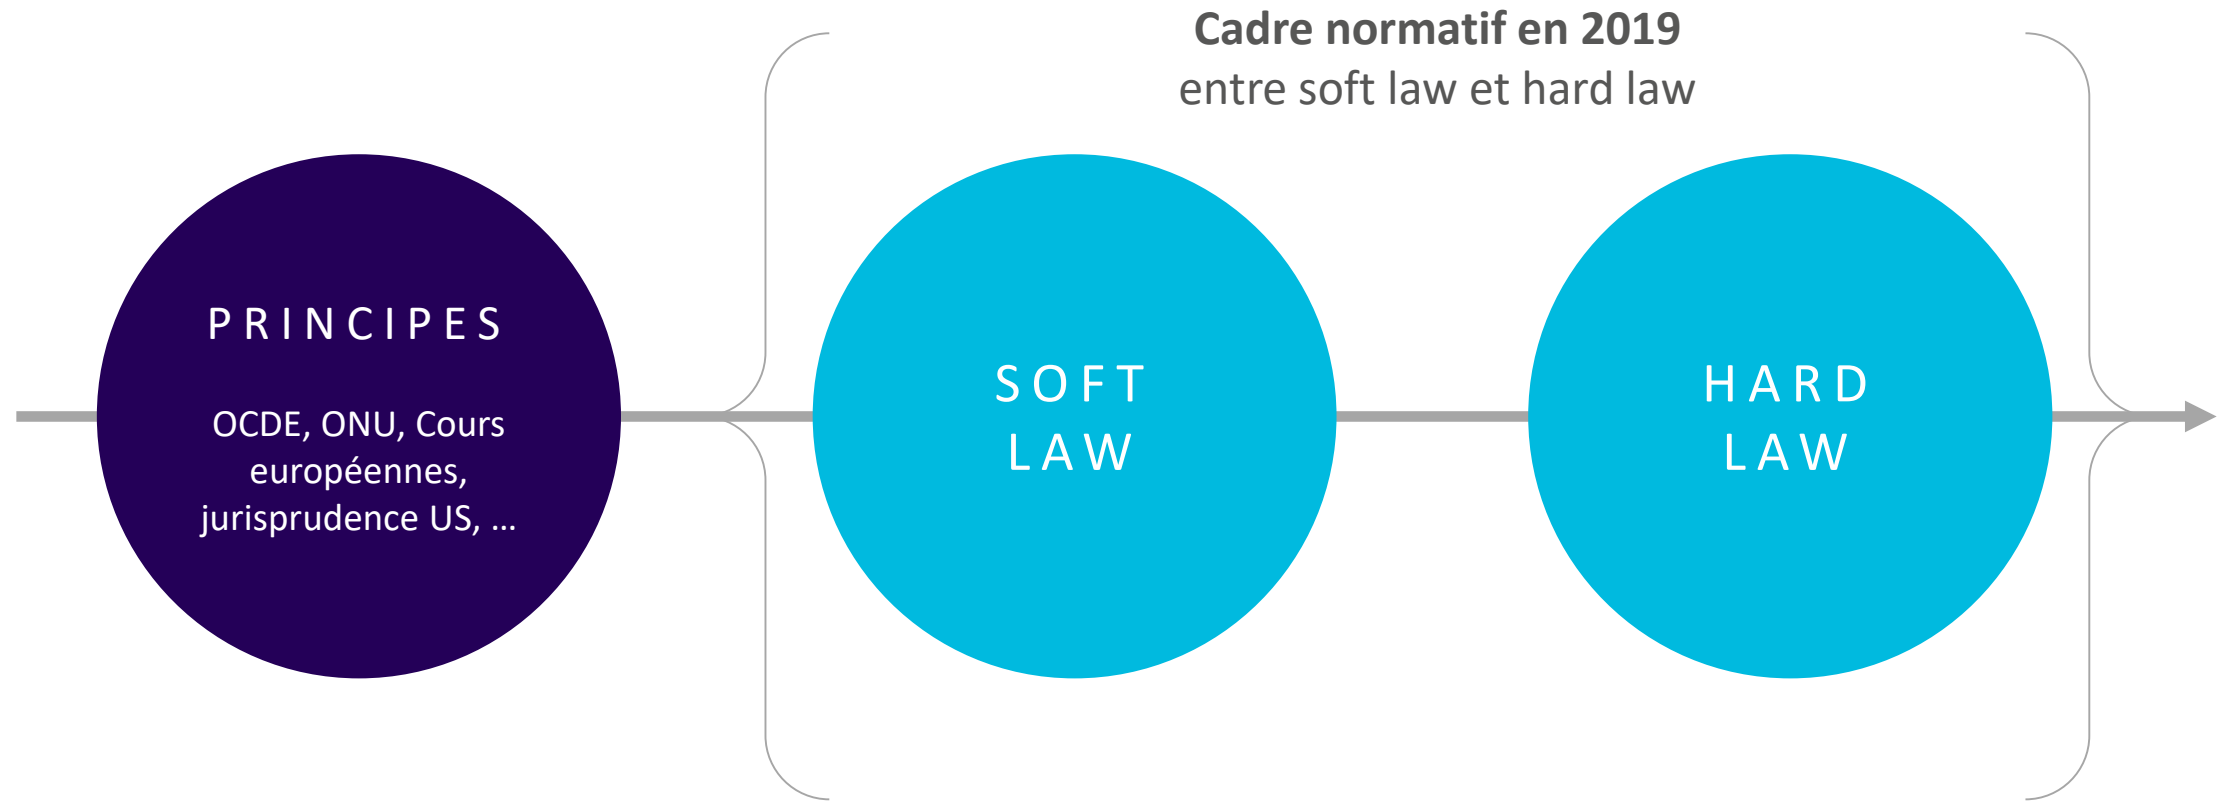 Cadre normatif en 2019
entre soft law et hard law
PRINCIPES
OCDE, ONU, Cours
européennes,
jurisprudence US, ...
SOFT
LAW
HARD
LAW